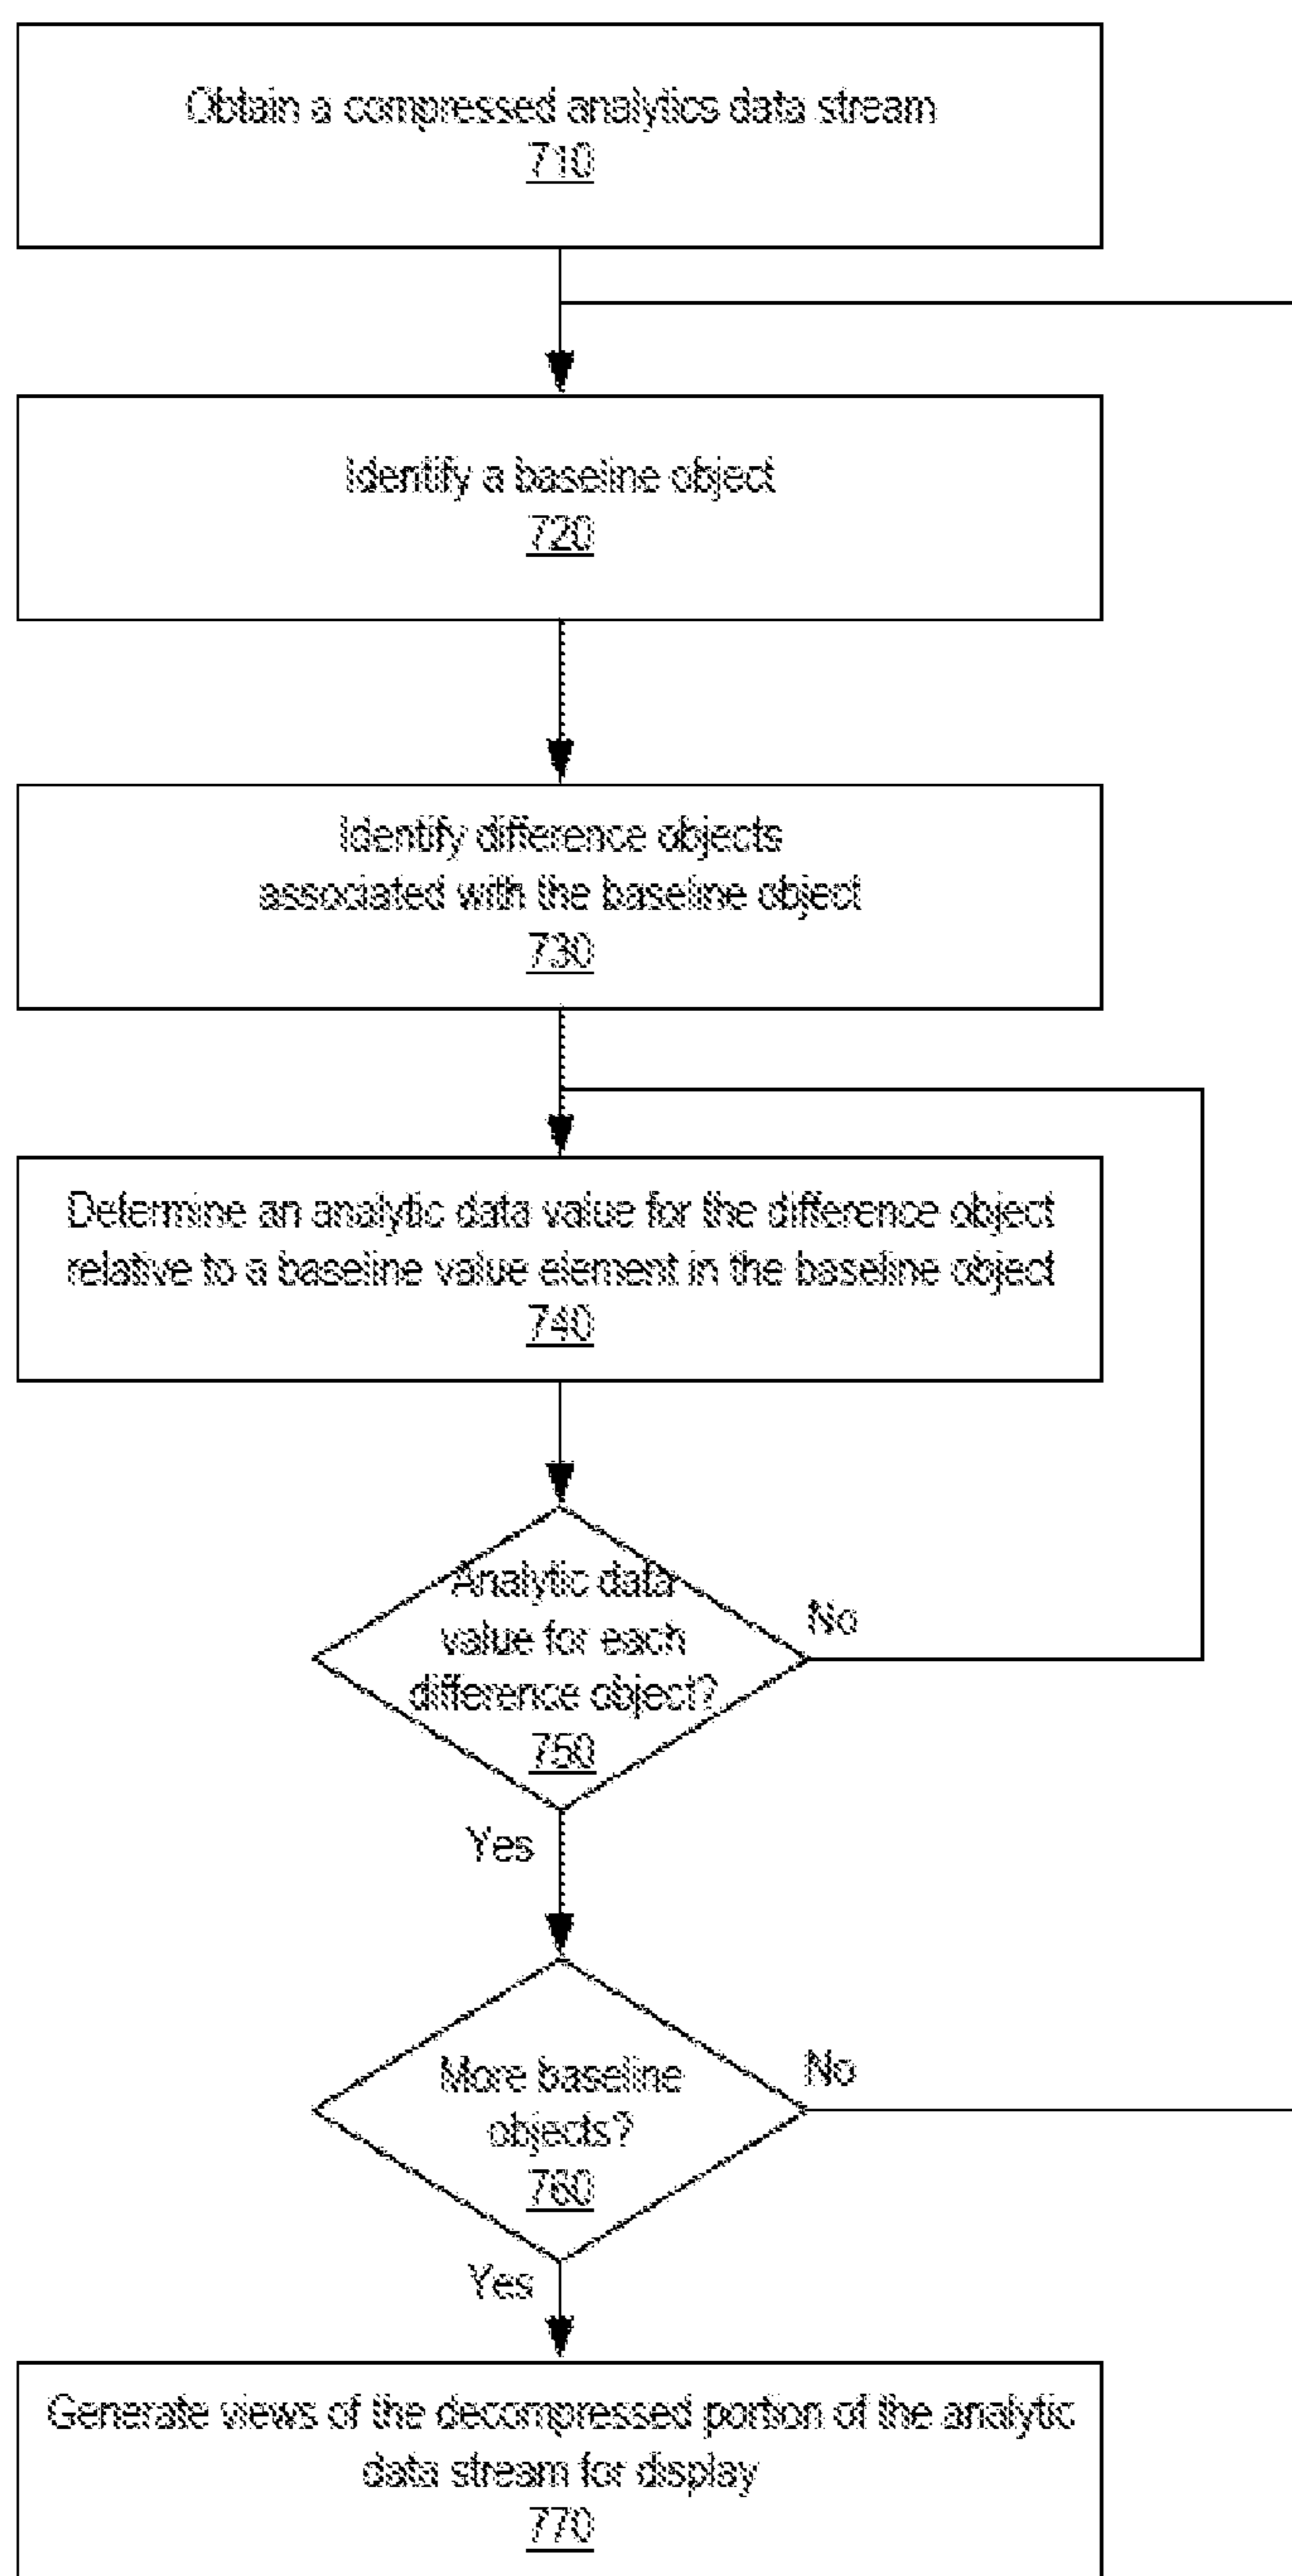 Obtain a compressed analytics data stream
710
Identify a baseline object
720
Identify difference objects
associated with the baseline object
730
Determine an analytic data value for the difference object
relative to a baseline value element in the baseline object
740
Analytic data
value for each
difference object?
750
No
Yes
More baseline
objects?
760
No
Yes
Generate views of the decompressed portion of the analytic
data stream for display
770